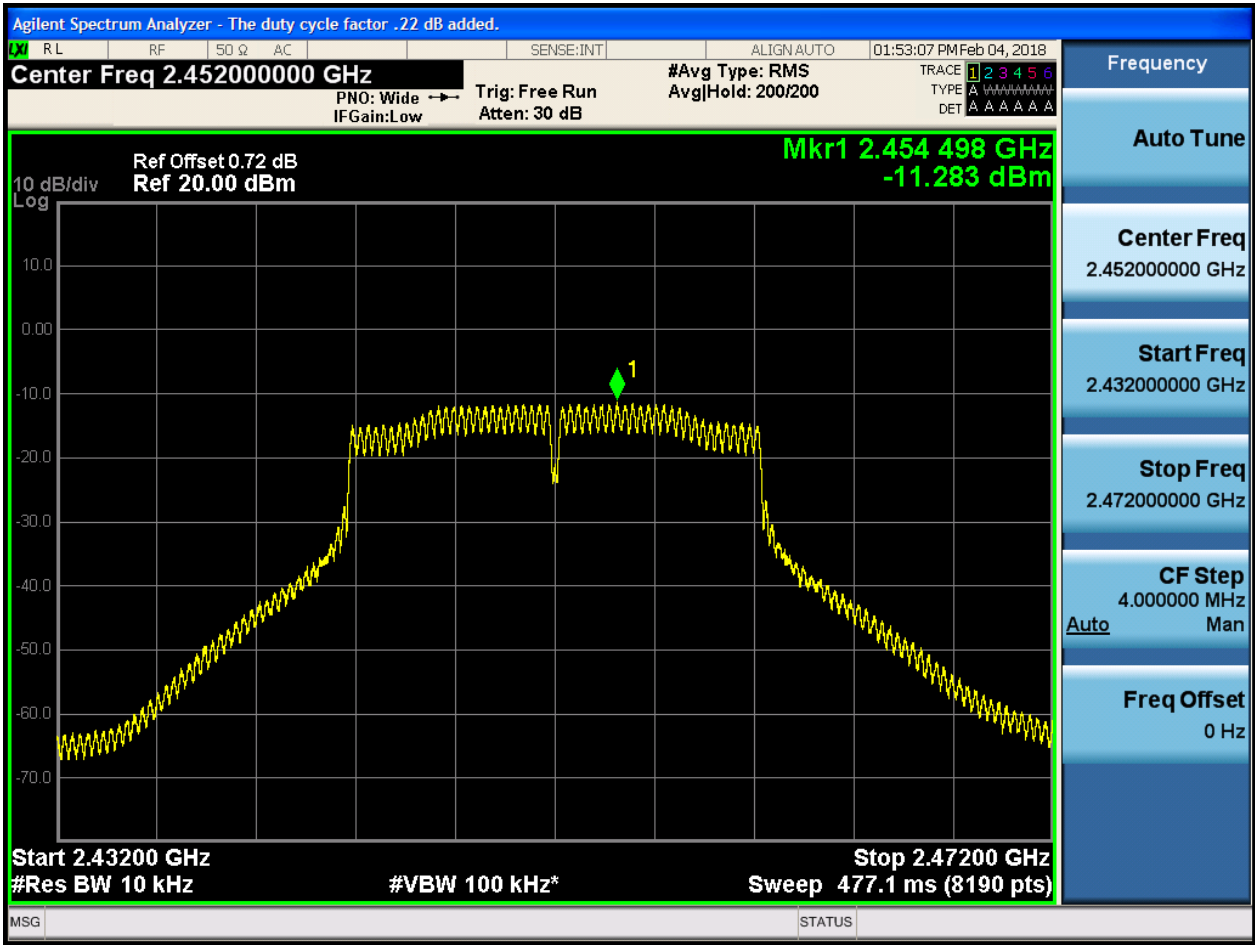 Agilent Spectrum Analyzer - The duty cycle factor .22 dB added.
LXI RL RF 50 Ω AC SENSE:INT ALIGN AUTO 01:53:07 PM Feb 04, 2018
Center Freq 2.452000000 GHz
PNO: Wide
IFGain:Low
Trig: Free Run
Atten: 30 dB
#Avg Type: RMS
Avg|Hold: 200/200
TRACE 1 2 3 4 5 6
TYPE A WWWWW
DET A A A A A A
Mkr1 2.454 498 GHz
-11.283 dBm
Ref Offset 0.72 dB
10 dB/div Ref 20.00 dBm
Log
10.0
0.00
-10.0
-20.0
-30.0
-40.0
-50.0
-60.0
-70.0
1
Start 2.43200 GHz Stop 2.47200 GHz
#Res BW 10 kHz #VBW 100 kHz* Sweep 477.1 ms (8190 pts)
MSG STATUS
Frequency
Auto Tune
Center Freq
2.452000000 GHz
Start Freq
2.432000000 GHz
Stop Freq
2.472000000 GHz
CF Step
4.000000 MHz
Auto Man
Freq Offset
0 Hz